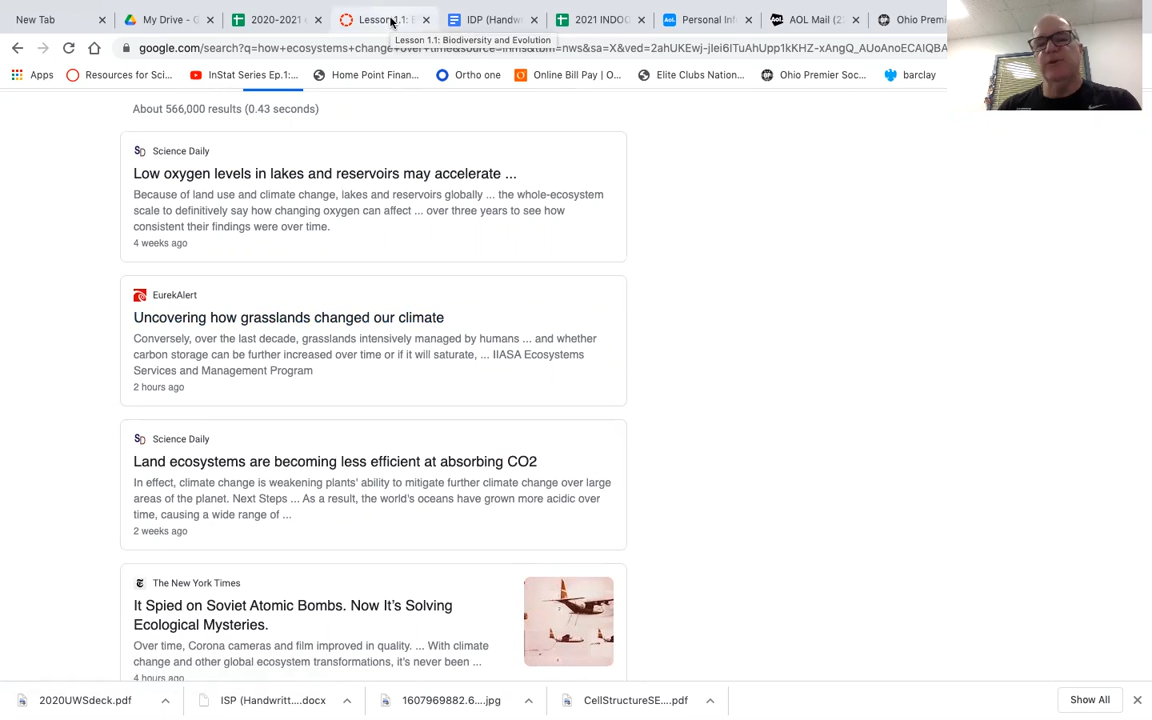 New Tab
My Drive - G
2020-2021
Lesson 1.1: B
IDP (Handw
2021 INDOO
Personal Inf
AOL Mail (2
Ohio Premi
Lesson 1.1: Biodiversity and Evolution
google.com/search?q=how+ecosystems+change+over+time&source=lnms&tbm=nws&sa=X&ved=2ahUKEwj-jlei6ITuAhUpp1kKHZ-xAngQ_AUoAnoECAIQBA
Apps
Resources for Sci...
InStat Series Ep.1:...
Home Point Finan...
Ortho one
Online Bill Pay | O...
Elite Clubs Nation...
Ohio Premier Soc...
barclay
About 566,000 results (0.43 seconds)
Science Daily
Low oxygen levels in lakes and reservoirs may accelerate ...
Because of land use and climate change, lakes and reservoirs globally ... the whole-ecosystem
scale to definitively say how changing oxygen can affect ... over three years to see how
consistent their findings were over time.
4 weeks ago
EurekAlert
Uncovering how grasslands changed our climate
Conversely, over the last decade, grasslands intensively managed by humans ... and whether
carbon storage can be further increased over time or if it will saturate, ... IIASA Ecosystems
Services and Management Program
2 hours ago
Science Daily
Land ecosystems are becoming less efficient at absorbing CO2
In effect, climate change is weakening plants' ability to mitigate further climate change over large
areas of the planet. Next Steps ... As a result, the world's oceans have grown more acidic over
time, causing a wide range of ...
2 weeks ago
The New York Times
It Spied on Soviet Atomic Bombs. Now It's Solving
Ecological Mysteries.
Over time, Corona cameras and film improved in quality. ... With climate
change and other global ecosystem transformations, it's never been ...
4 hours ago
2020UWSdeck.pdf
ISP (Handwritt....docx
1607969882.6....jpg
CellStructureSE....pdf
Show All